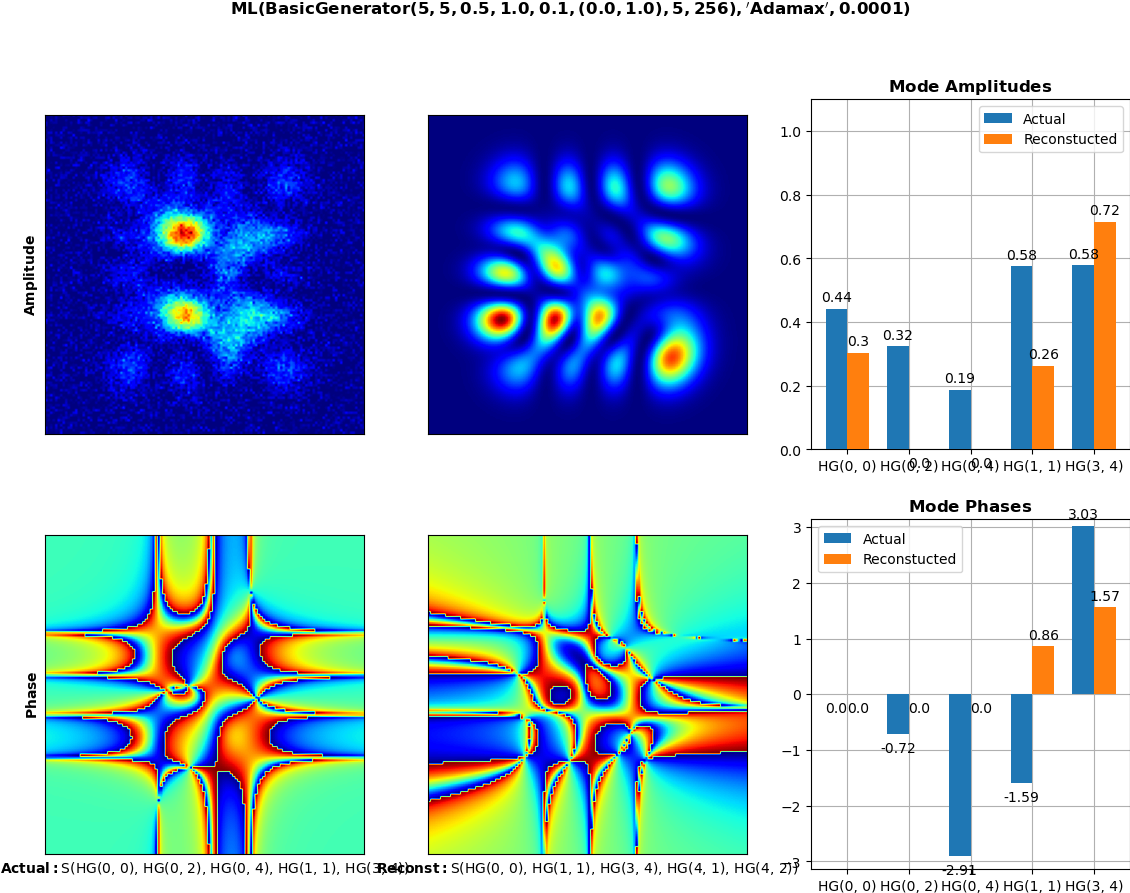 ML(BasicGenerator(5, 5, 0.5, 1.0, 0.1, (0.0, 1.0), 5, 256), ′Adamax′, 0.0001)
Mode Amplitudes
Actual
Reconstucted
1.0
0.8
0.6
0.4
0.2
0.0
0.44
0.3
0.32
0.0
0.19
0.0
0.58
0.26
0.58
0.72
HG(0, 0)
HG(0, 2)
HG(0, 4)
HG(1, 1)
HG(3, 4)
Amplitude
Mode Phases
Actual
Reconstucted
3
2
1
0
−1
−2
−3
0.0
0.0
-0.72
0.0
-2.91
0.0
-1.59
0.86
3.03
1.57
HG(0, 0)
HG(0, 2)
HG(0, 4)
HG(1, 1)
HG(3, 4)
Phase
Actual: S(HG(0, 0), HG(0, 2), HG(0, 4), HG(1, 1), HG(3, 4))
Reconst: S(HG(0, 0), HG(1, 1), HG(3, 4), HG(4, 1), HG(4, 2))